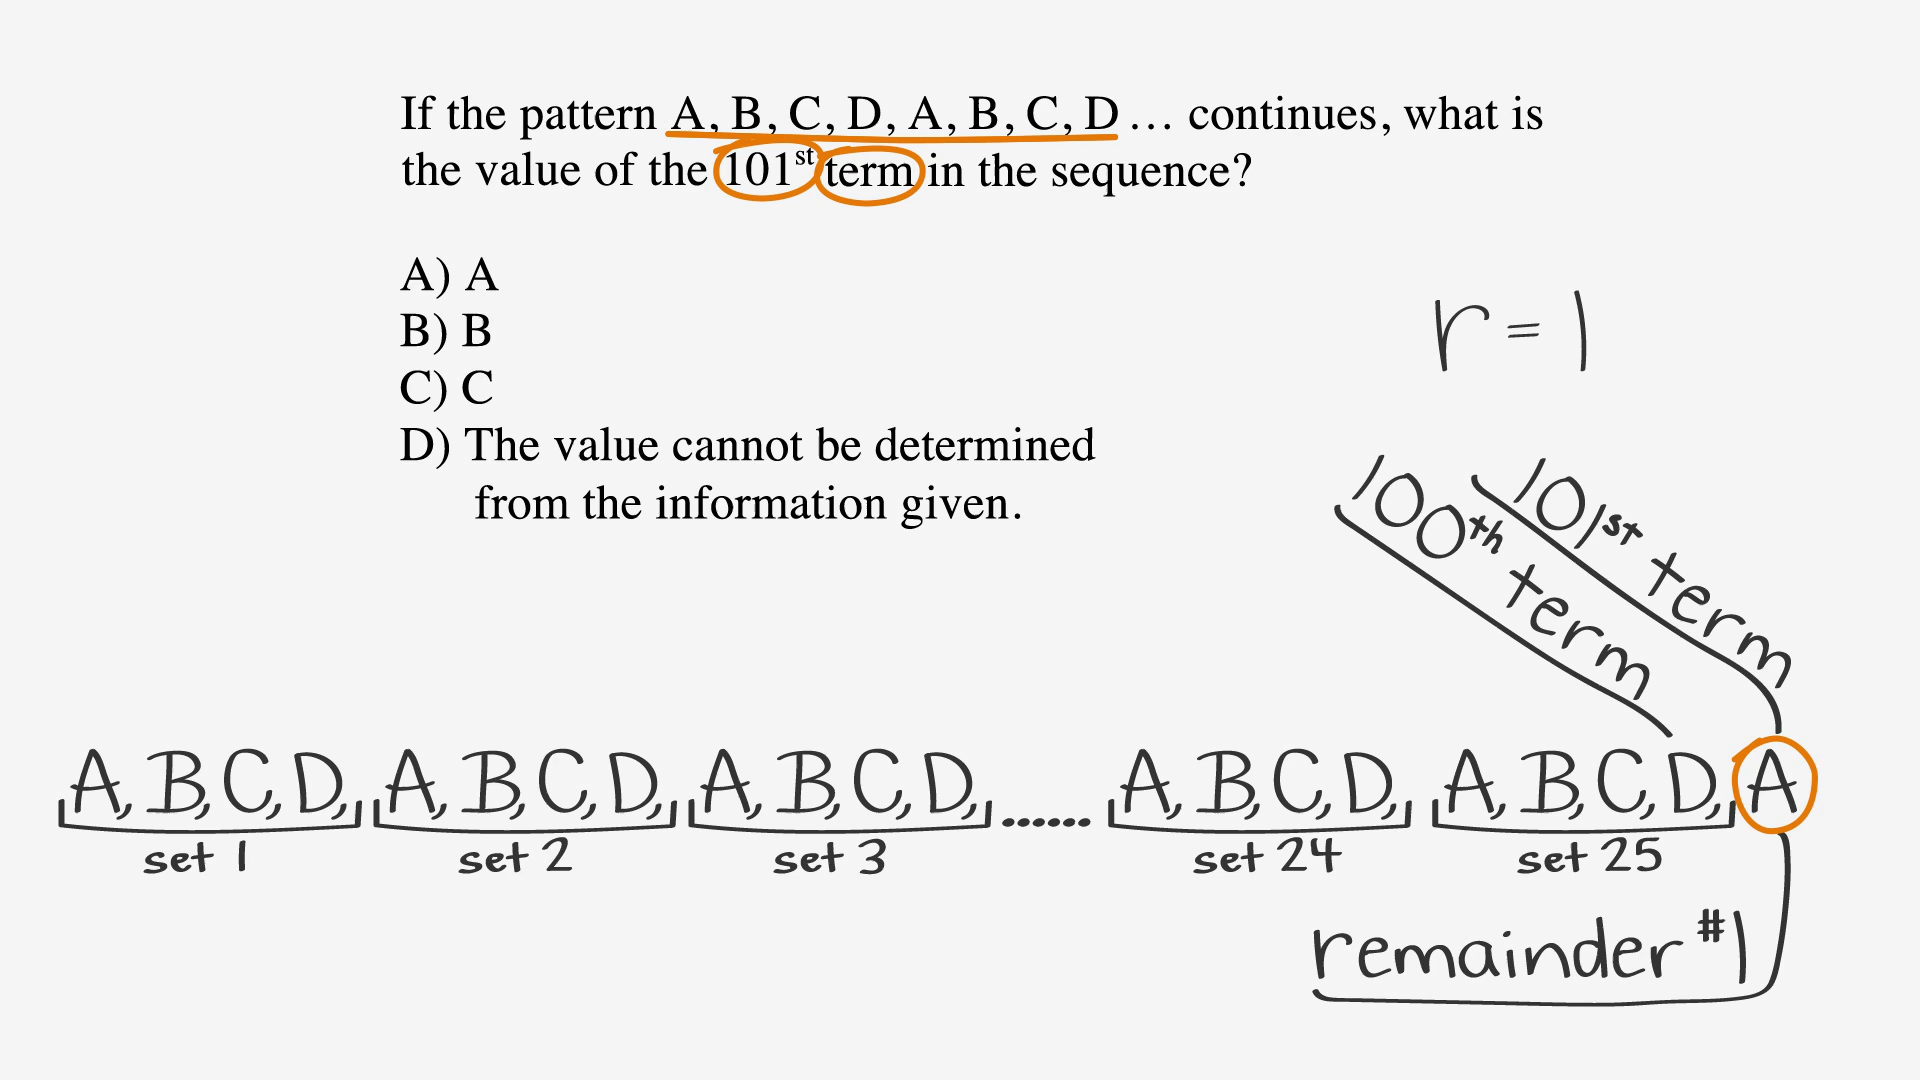 If the pattern A, B, C, D, A, B, C, D … continues, what is
the value of the 101st term in the sequence?
A) A
B) B
C) C
D) The value cannot be determined
from the information given.
r = 1
100th term
101st term
A, B, C, D, A, B, C, D, A, B, C, D, ...... A, B, C, D, A, B, C, D, A
set 1 set 2 set 3 set 24 set 25
remainder #1